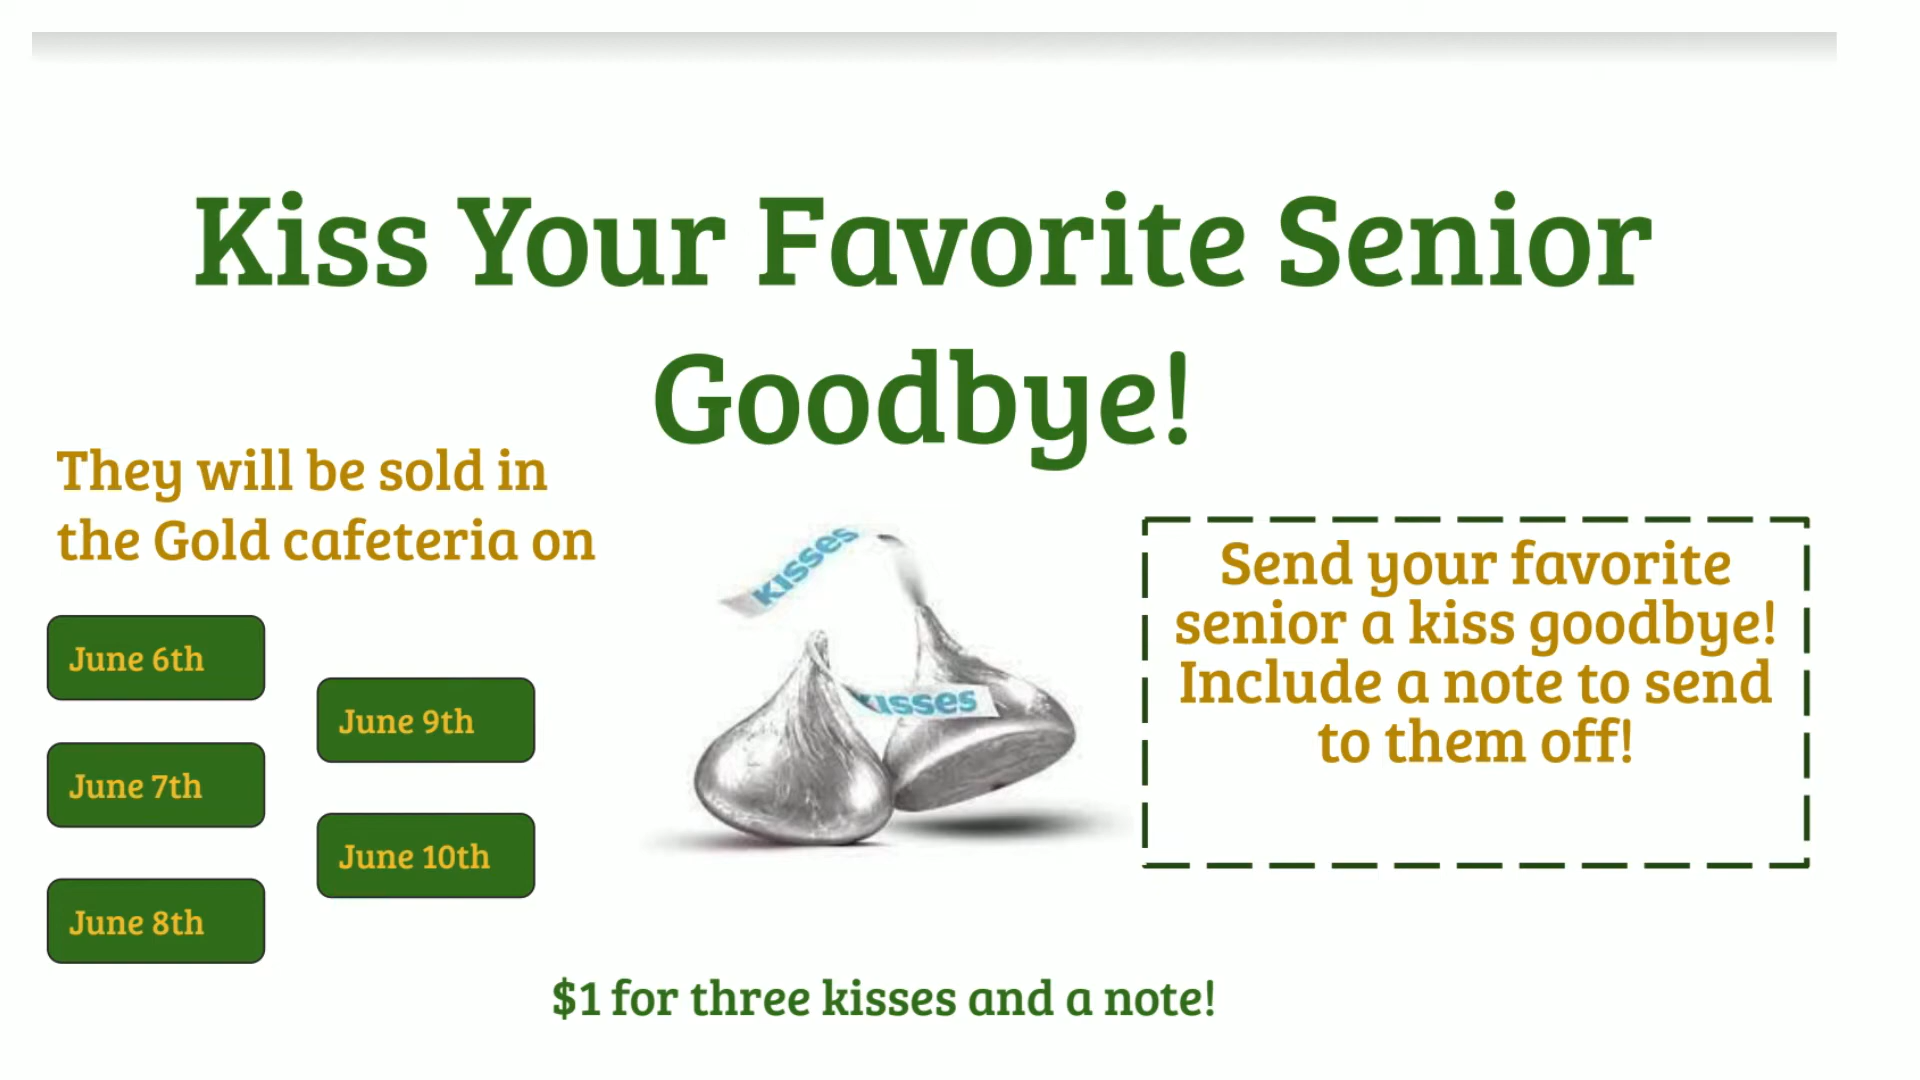 Kiss Your Favorite Senior
Goodbye!
They will be sold in
the Gold cafeteria on
June 6th
June 7th
June 8th
June 9th
June 10th
KISSES
KISSES
Send your favorite
senior a kiss goodbye!
Include a note to send
to them off!
$1 for three kisses and a note!